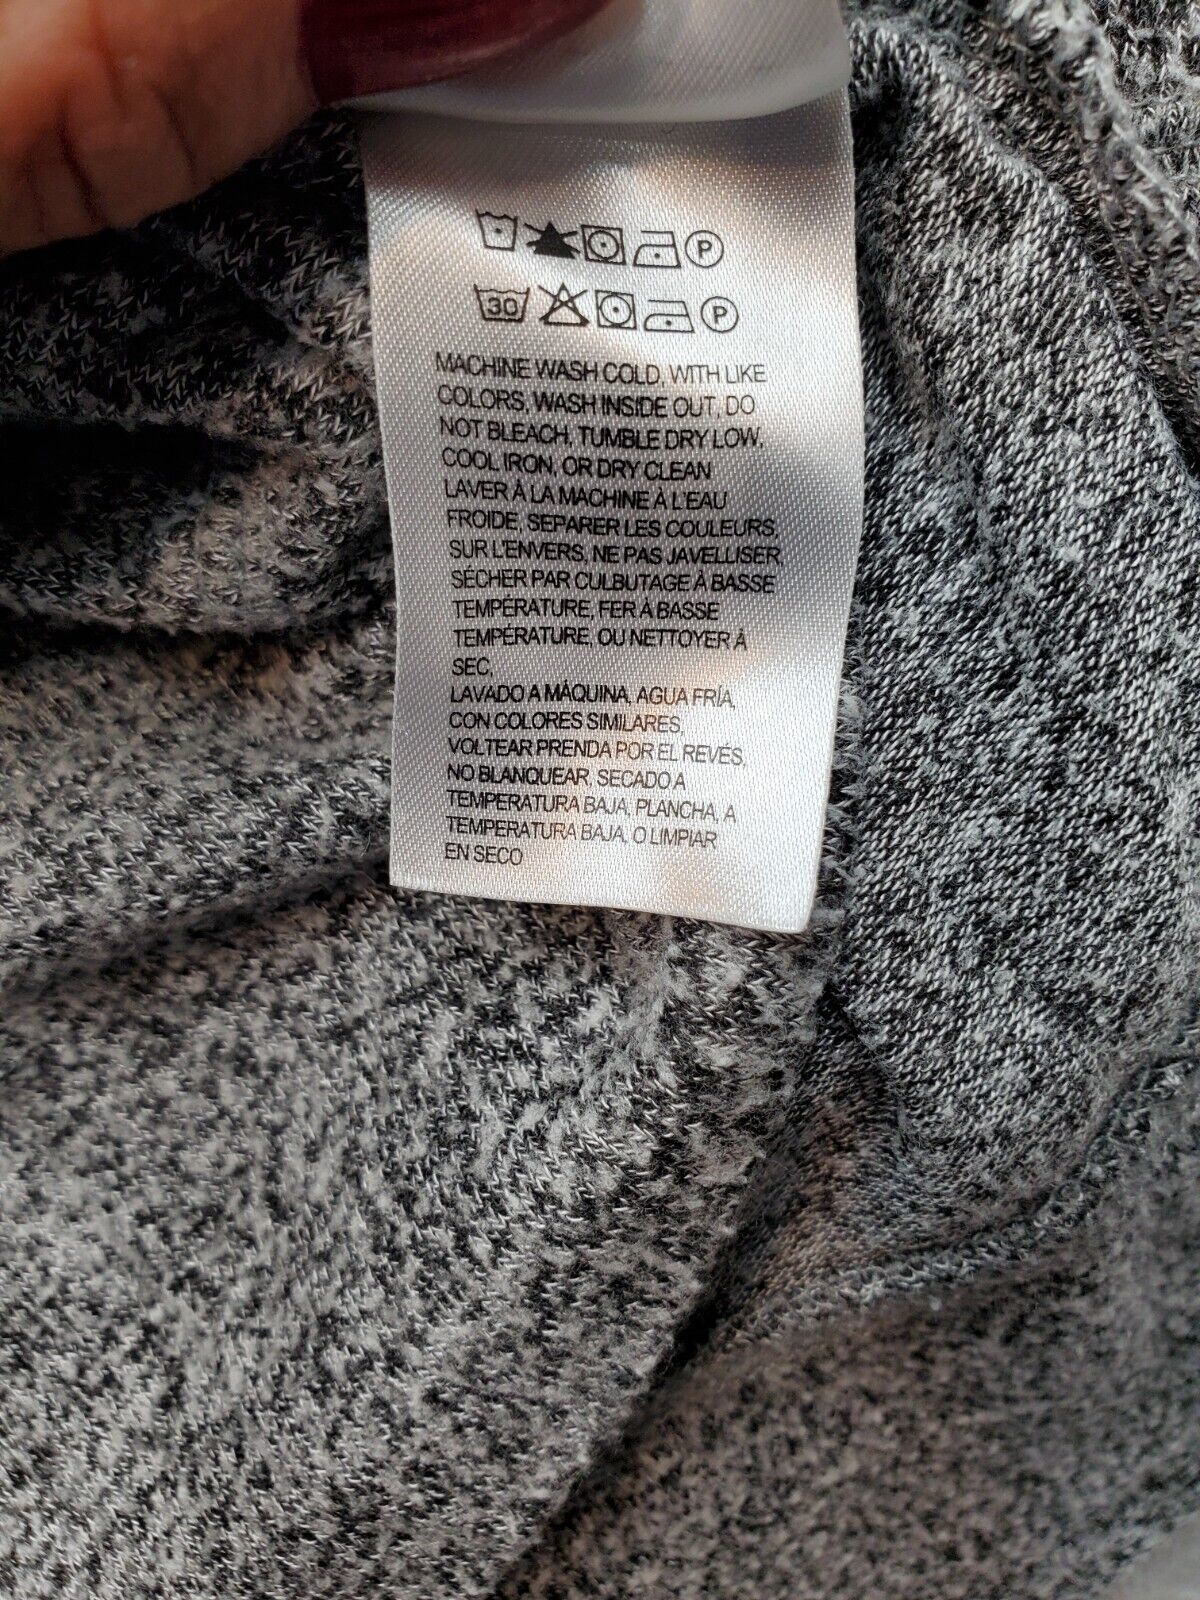 P
30 P
MACHINE WASH COLD, WITH LIKE
COLORS, WASH INSIDE OUT, DO
NOT BLEACH, TUMBLE DRY LOW,
COOL IRON, OR DRY CLEAN
LAVER À LA MACHINE À L'EAU
FROIDE, SEPARER LES COULEURS,
SUR L'ENVERS, NE PAS JAVELLISER,
SÉCHER PAR CULBUTAGE À BASSE
TEMPÉRATURE, FER À BASSE
TEMPÉRATURE, OU NETTOYER À
SEC,
LAVADO A MÁQUINA, AGUA FRÍA,
CON COLORES SIMILARES,
VOLTEAR PRENDA POR EL REVÉS,
NO BLANQUEAR, SECADO A
TEMPERATURA BAJA, PLANCHA, A
TEMPERATURA BAJA, O LIMPIAR
EN SECO